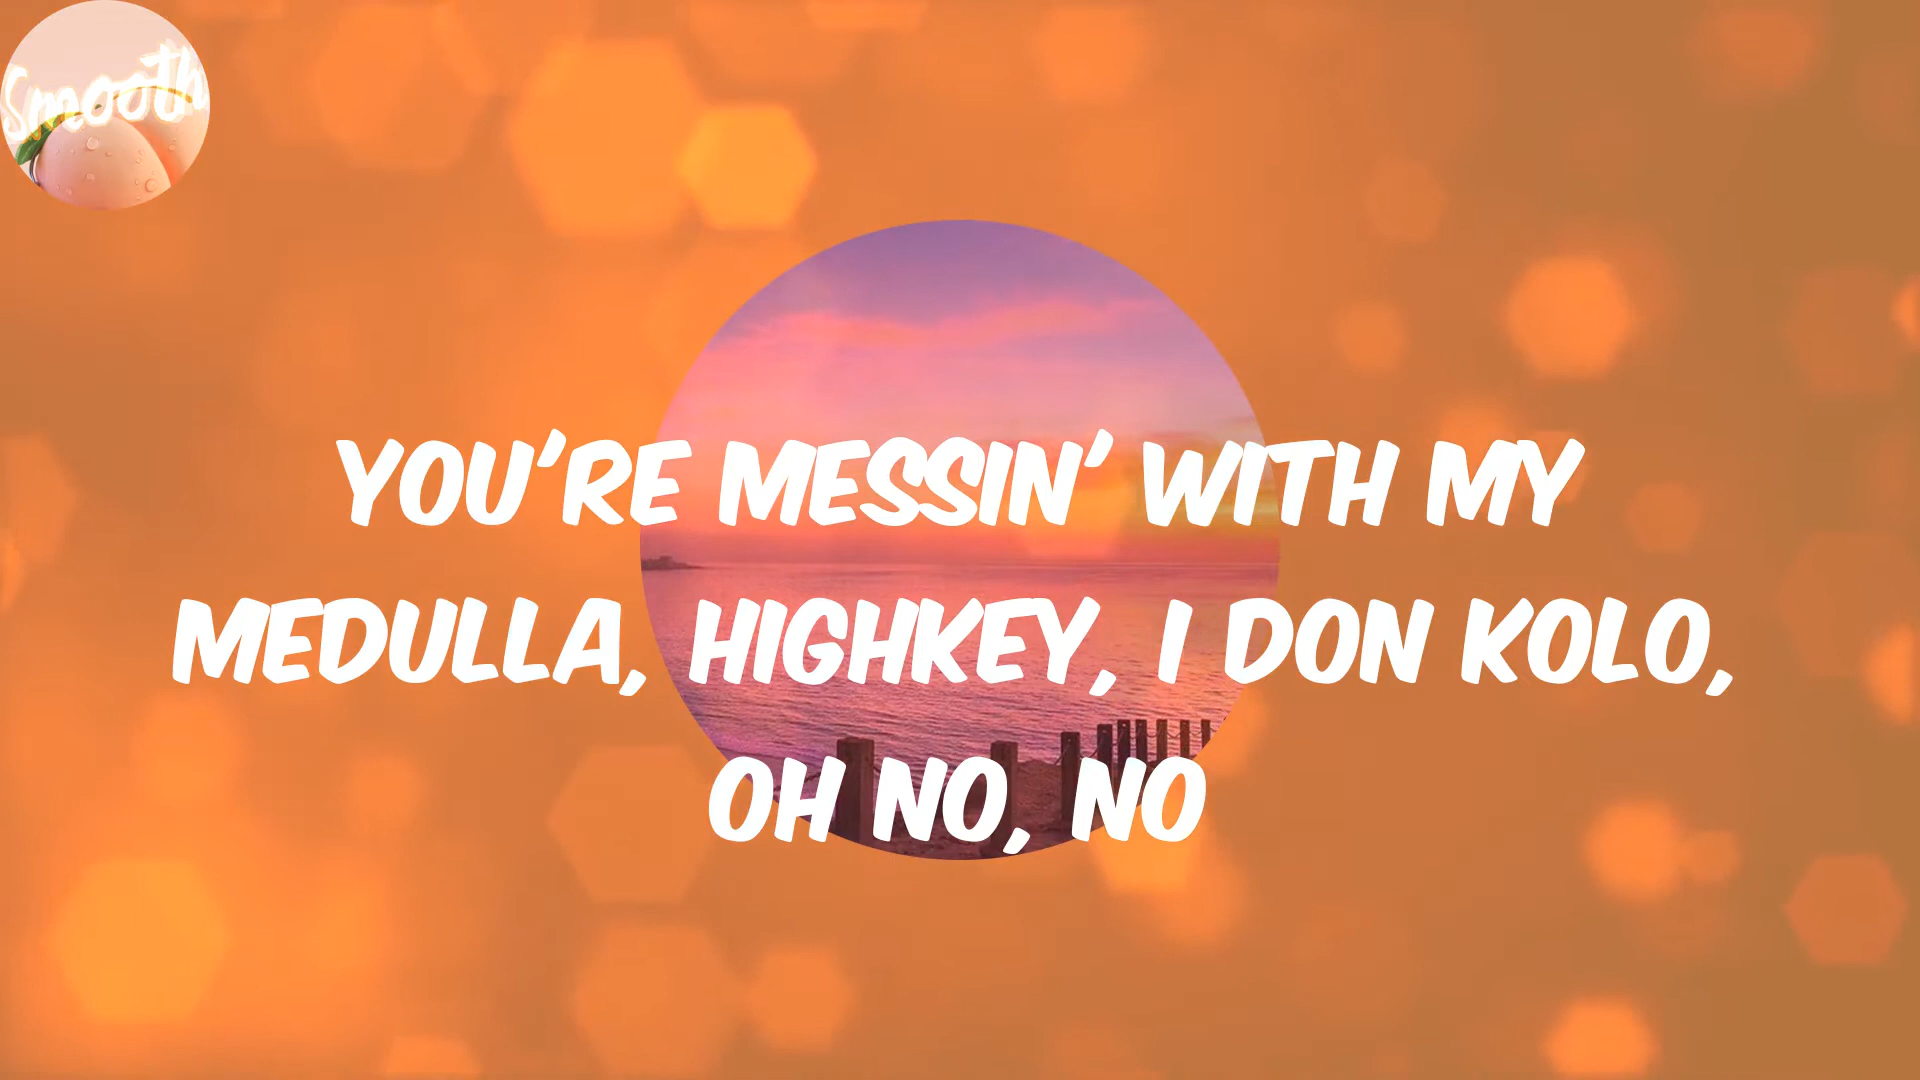 Smooth
YOU'RE MESSIN' WITH MY
MEDULLA, HIGHKEY, I DON KOLO,
OH NO, NO